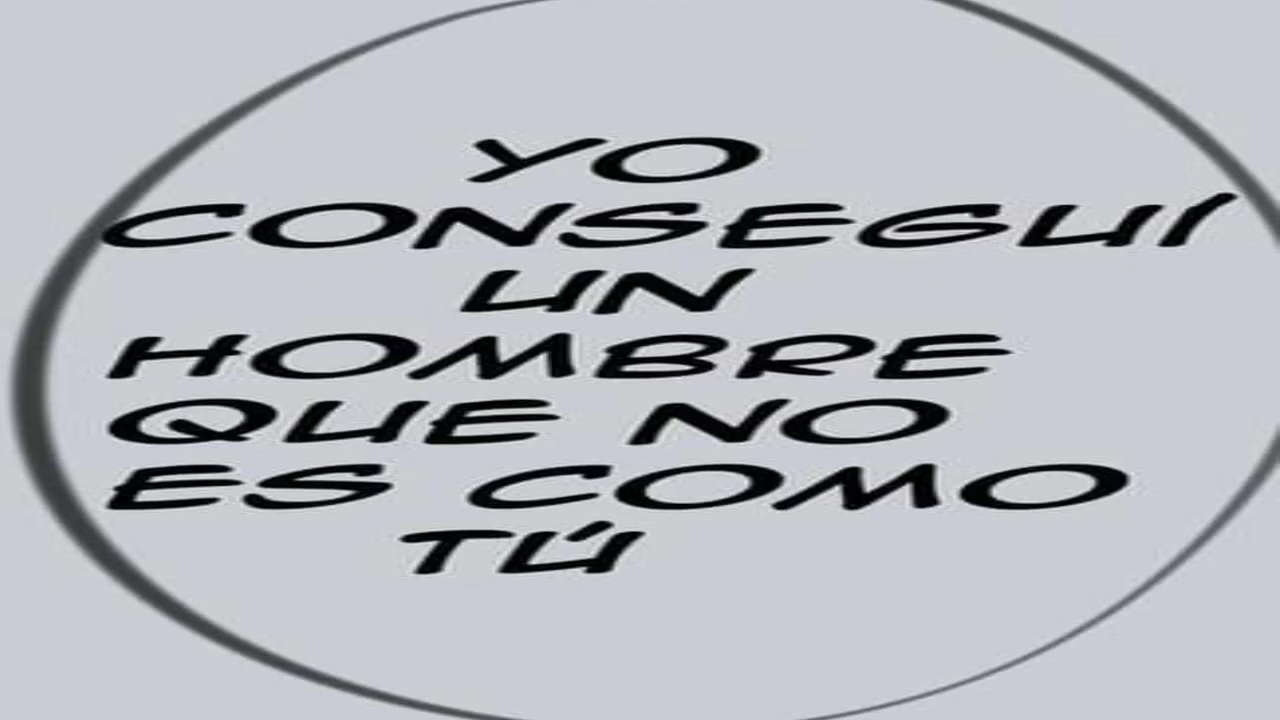 YO
CONSEGUÍ
UN
HOMBRE
QUE NO
ES COMO
TÚ